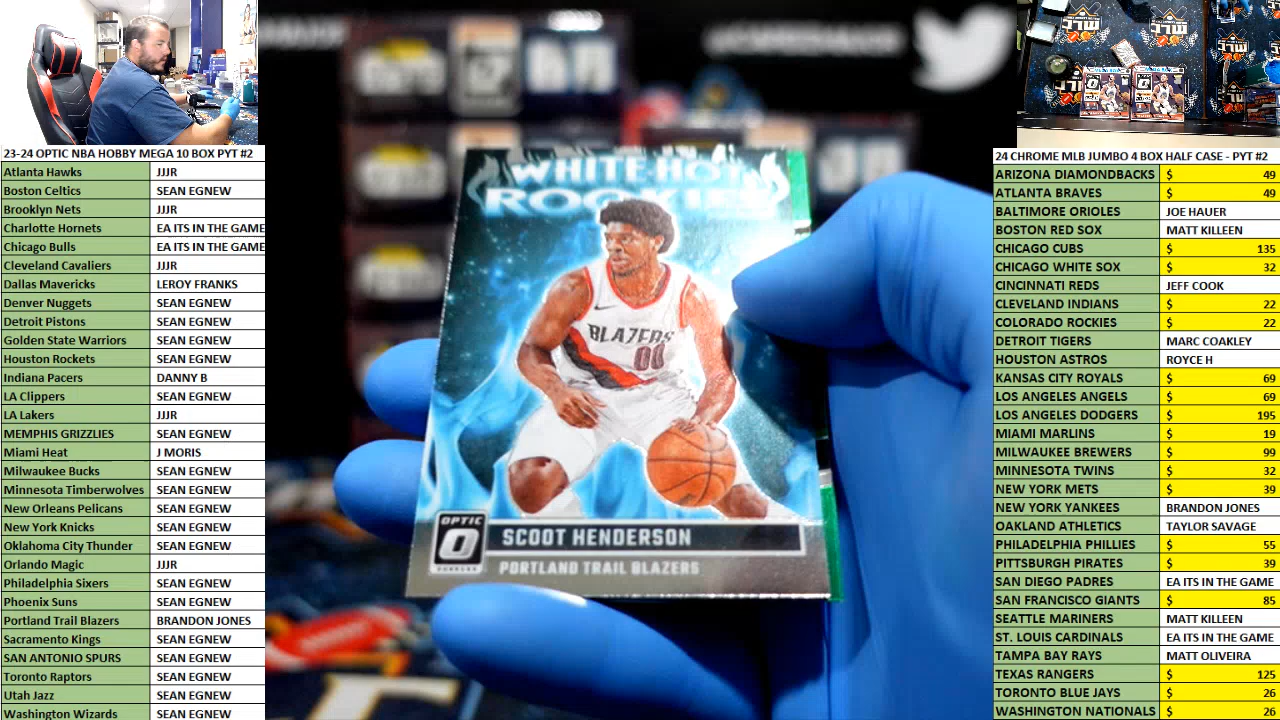 23-24 OPTIC NBA HOBBY MEGA 10 BOX PYT #2
Atlanta Hawks JJJR
Boston Celtics SEAN EGNEW
Brooklyn Nets JJJR
Charlotte Hornets EA ITS IN THE GAME
Chicago Bulls EA ITS IN THE GAME
Cleveland Cavaliers JJJR
Dallas Mavericks LEROY FRANKS
Denver Nuggets SEAN EGNEW
Detroit Pistons SEAN EGNEW
Golden State Warriors SEAN EGNEW
Houston Rockets SEAN EGNEW
Indiana Pacers DANNY B
LA Clippers SEAN EGNEW
LA Lakers JJJR
MEMPHIS GRIZZLIES SEAN EGNEW
Miami Heat J MORIS
Milwaukee Bucks SEAN EGNEW
Minnesota Timberwolves SEAN EGNEW
New Orleans Pelicans SEAN EGNEW
New York Knicks SEAN EGNEW
Oklahoma City Thunder SEAN EGNEW
Orlando Magic JJJR
Philadelphia Sixers SEAN EGNEW
Phoenix Suns SEAN EGNEW
Portland Trail Blazers BRANDON JONES
Sacramento Kings SEAN EGNEW
SAN ANTONIO SPURS SEAN EGNEW
Toronto Raptors SEAN EGNEW
Utah Jazz SEAN EGNEW
Washington Wizards SEAN EGNEW
WHITE-HOT
ROOKIES
BLAZERS
00
OPTIC
SCOOT HENDERSON
PORTLAND TRAIL BLAZERS
24 CHROME MLB JUMBO 4 BOX HALF CASE - PYT #2
ARIZONA DIAMONDBACKS $ 49
ATLANTA BRAVES $ 49
BALTIMORE ORIOLES JOE HAUER
BOSTON RED SOX MATT KILLEEN
CHICAGO CUBS $ 135
CHICAGO WHITE SOX $ 32
CINCINNATI REDS JEFF COOK
CLEVELAND INDIANS $ 22
COLORADO ROCKIES $ 22
DETROIT TIGERS MARC COAKLEY
HOUSTON ASTROS ROYCE H
KANSAS CITY ROYALS $ 69
LOS ANGELES ANGELS $ 69
LOS ANGELES DODGERS $ 195
MIAMI MARLINS $ 19
MILWAUKEE BREWERS $ 99
MINNESOTA TWINS $ 32
NEW YORK METS $ 39
NEW YORK YANKEES BRANDON JONES
OAKLAND ATHLETICS TAYLOR SAVAGE
PHILADELPHIA PHILLIES $ 55
PITTSBURGH PIRATES $ 39
SAN DIEGO PADRES EA ITS IN THE GAME
SAN FRANCISCO GIANTS $ 85
SEATTLE MARINERS MATT KILLEEN
ST. LOUIS CARDINALS EA ITS IN THE GAME
TAMPA BAY RAYS MATT OLIVEIRA
TEXAS RANGERS $ 125
TORONTO BLUE JAYS $ 26
WASHINGTON NATIONALS $ 26